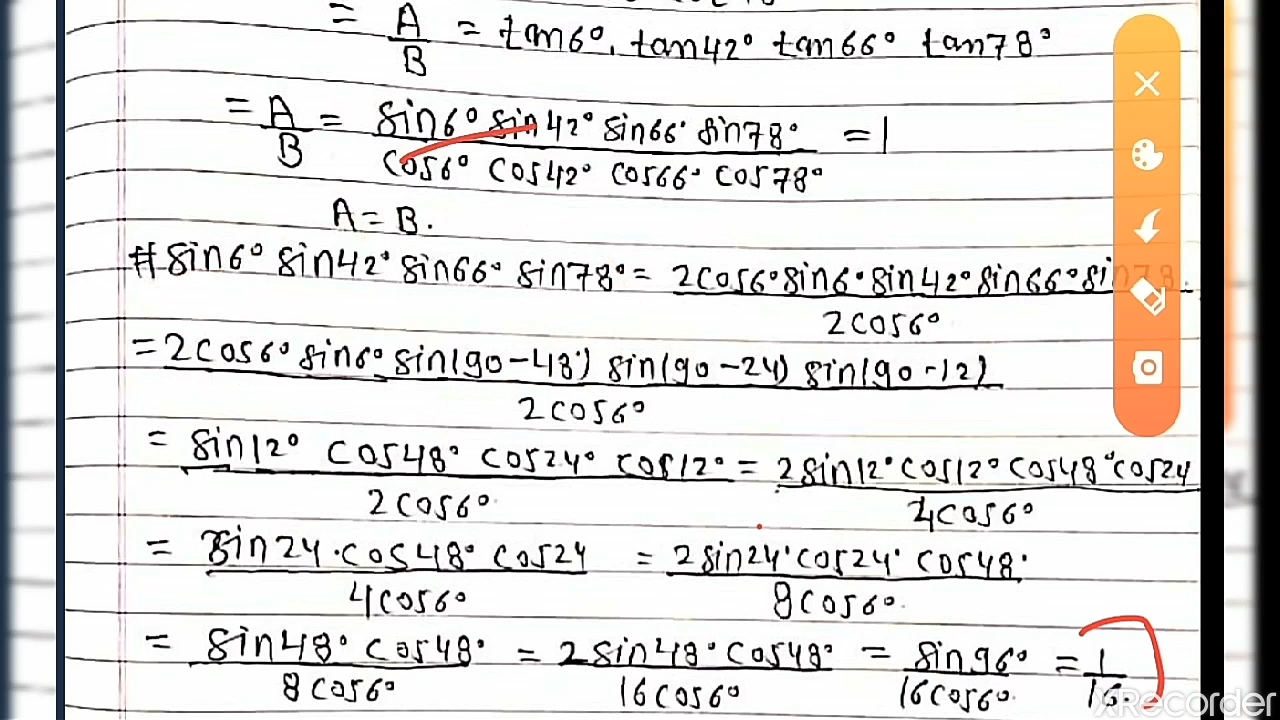 = A/B = tan6°. tan42° tan66° tan78°
= A/B = sin6° sin42° sin66° sin78° / cos6° cos42° cos66° cos78° = 1
A = B.
# sin6° sin42° sin66° sin78° = 2cos6° sin6° sin42° sin66° sin78 / 2cos6°
= 2cos6° sin6° sin(90-48°) sin(90-24) sin(90-12) / 2cos6°
= sin12° cos48° cos24° cos12° / 2cos6° = 2sin12° cos12° cos48° cos24 / 4cos6°
= sin24 . cos48° cos24 / 4cos6° = 2sin24° cos24° cos48° / 8cos6°
= sin48° cos48° / 8cos6° = 2sin48° cos48° / 16cos6° = sin96° / 16cos6° = 1/16.
XRecorder